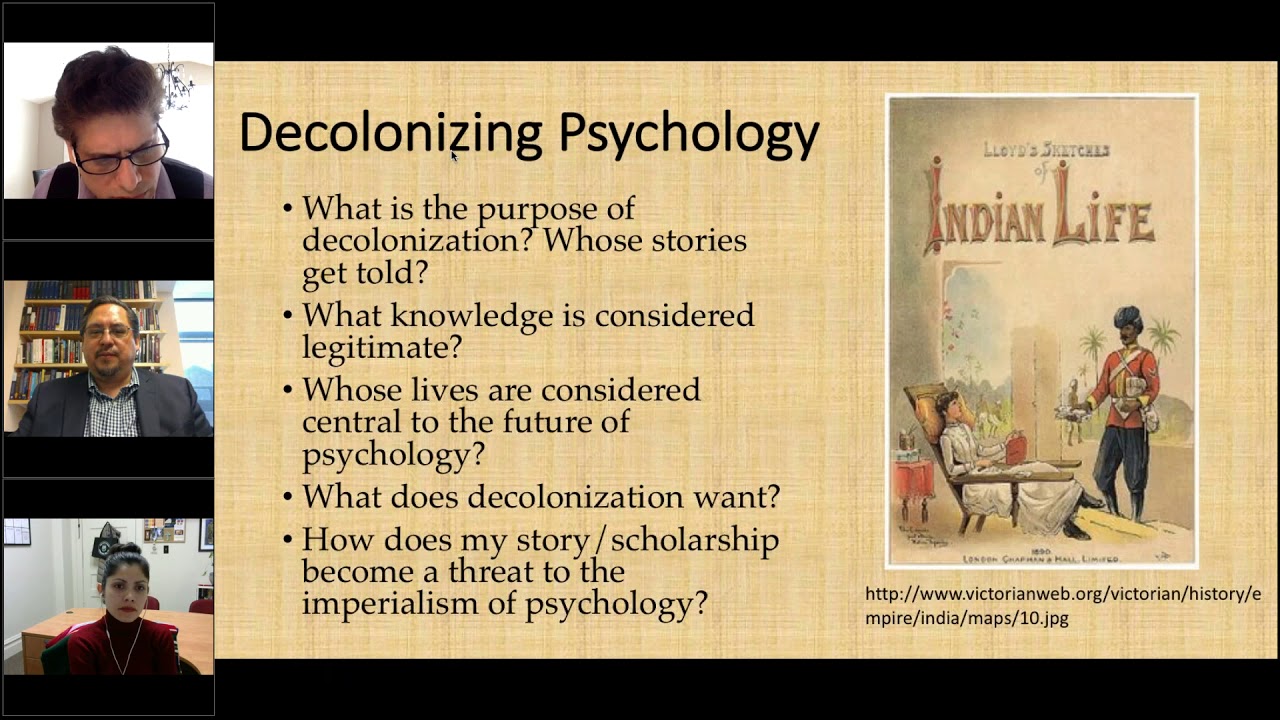 Decolonizing Psychology
• What is the purpose of
decolonization? Whose stories
get told?
• What knowledge is considered
legitimate?
• Whose lives are considered
central to the future of
psychology?
• What does decolonization want?
• How does my story/scholarship
become a threat to the
imperialism of psychology?
LLOYD'S SKETCHES
of
INDIAN LIFE
1890.
LONDON CHAPMAN & HALL, LIMITED.
http://www.victorianweb.org/victorian/history/e
mpire/india/maps/10.jpg